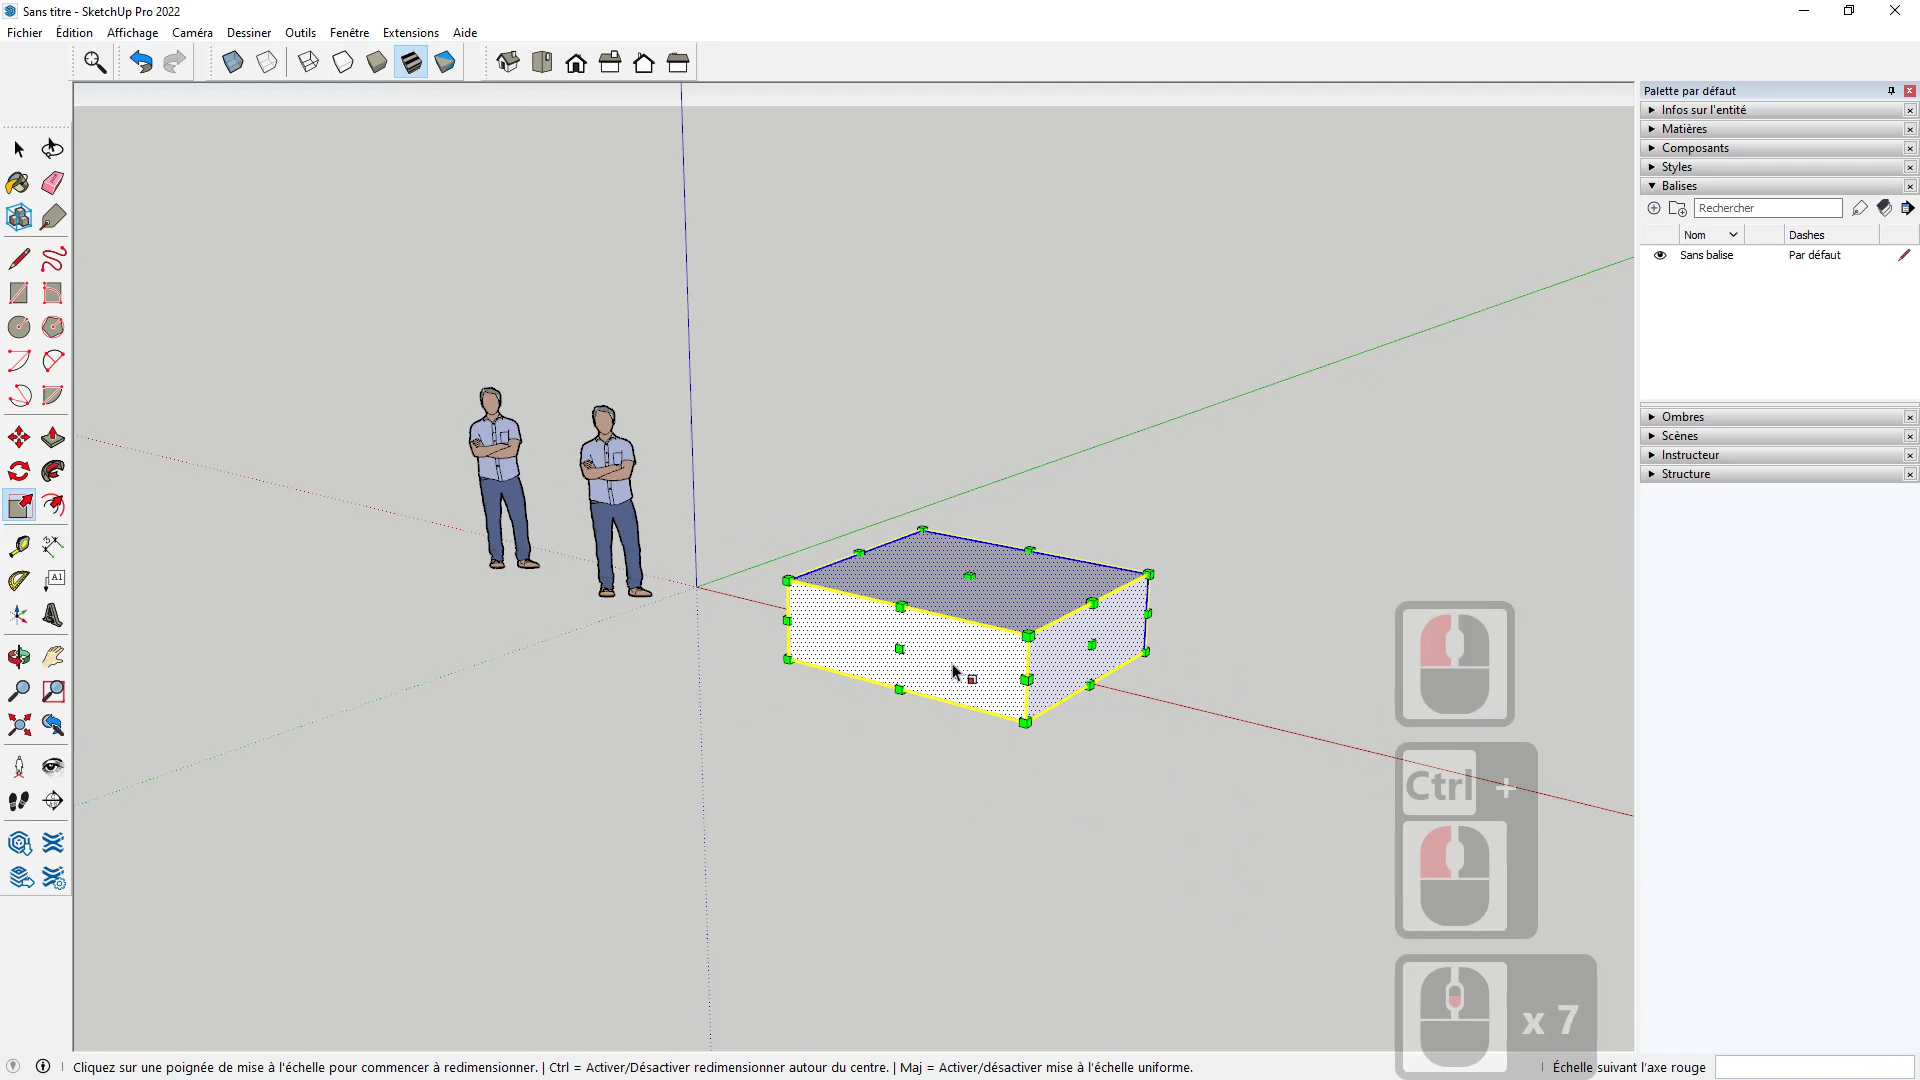 Sans titre - SketchUp Pro 2022
Fichier Édition Affichage Caméra Dessiner Outils Fenêtre Extensions Aide
Palette par défaut
Infos sur l'entité
Matières
Composants
Styles
Balises
Rechercher
Nom Dashes
Sans balise Par défaut
Ombres
Scènes
Instructeur
Structure
A1
Ctrl +
x 7
Cliquez sur une poignée de mise à l'échelle pour commencer à redimensionner. | Ctrl = Activer/Désactiver redimensionner autour du centre. | Maj = Activer/désactiver mise à l'échelle uniforme.
Échelle suivant l'axe rouge